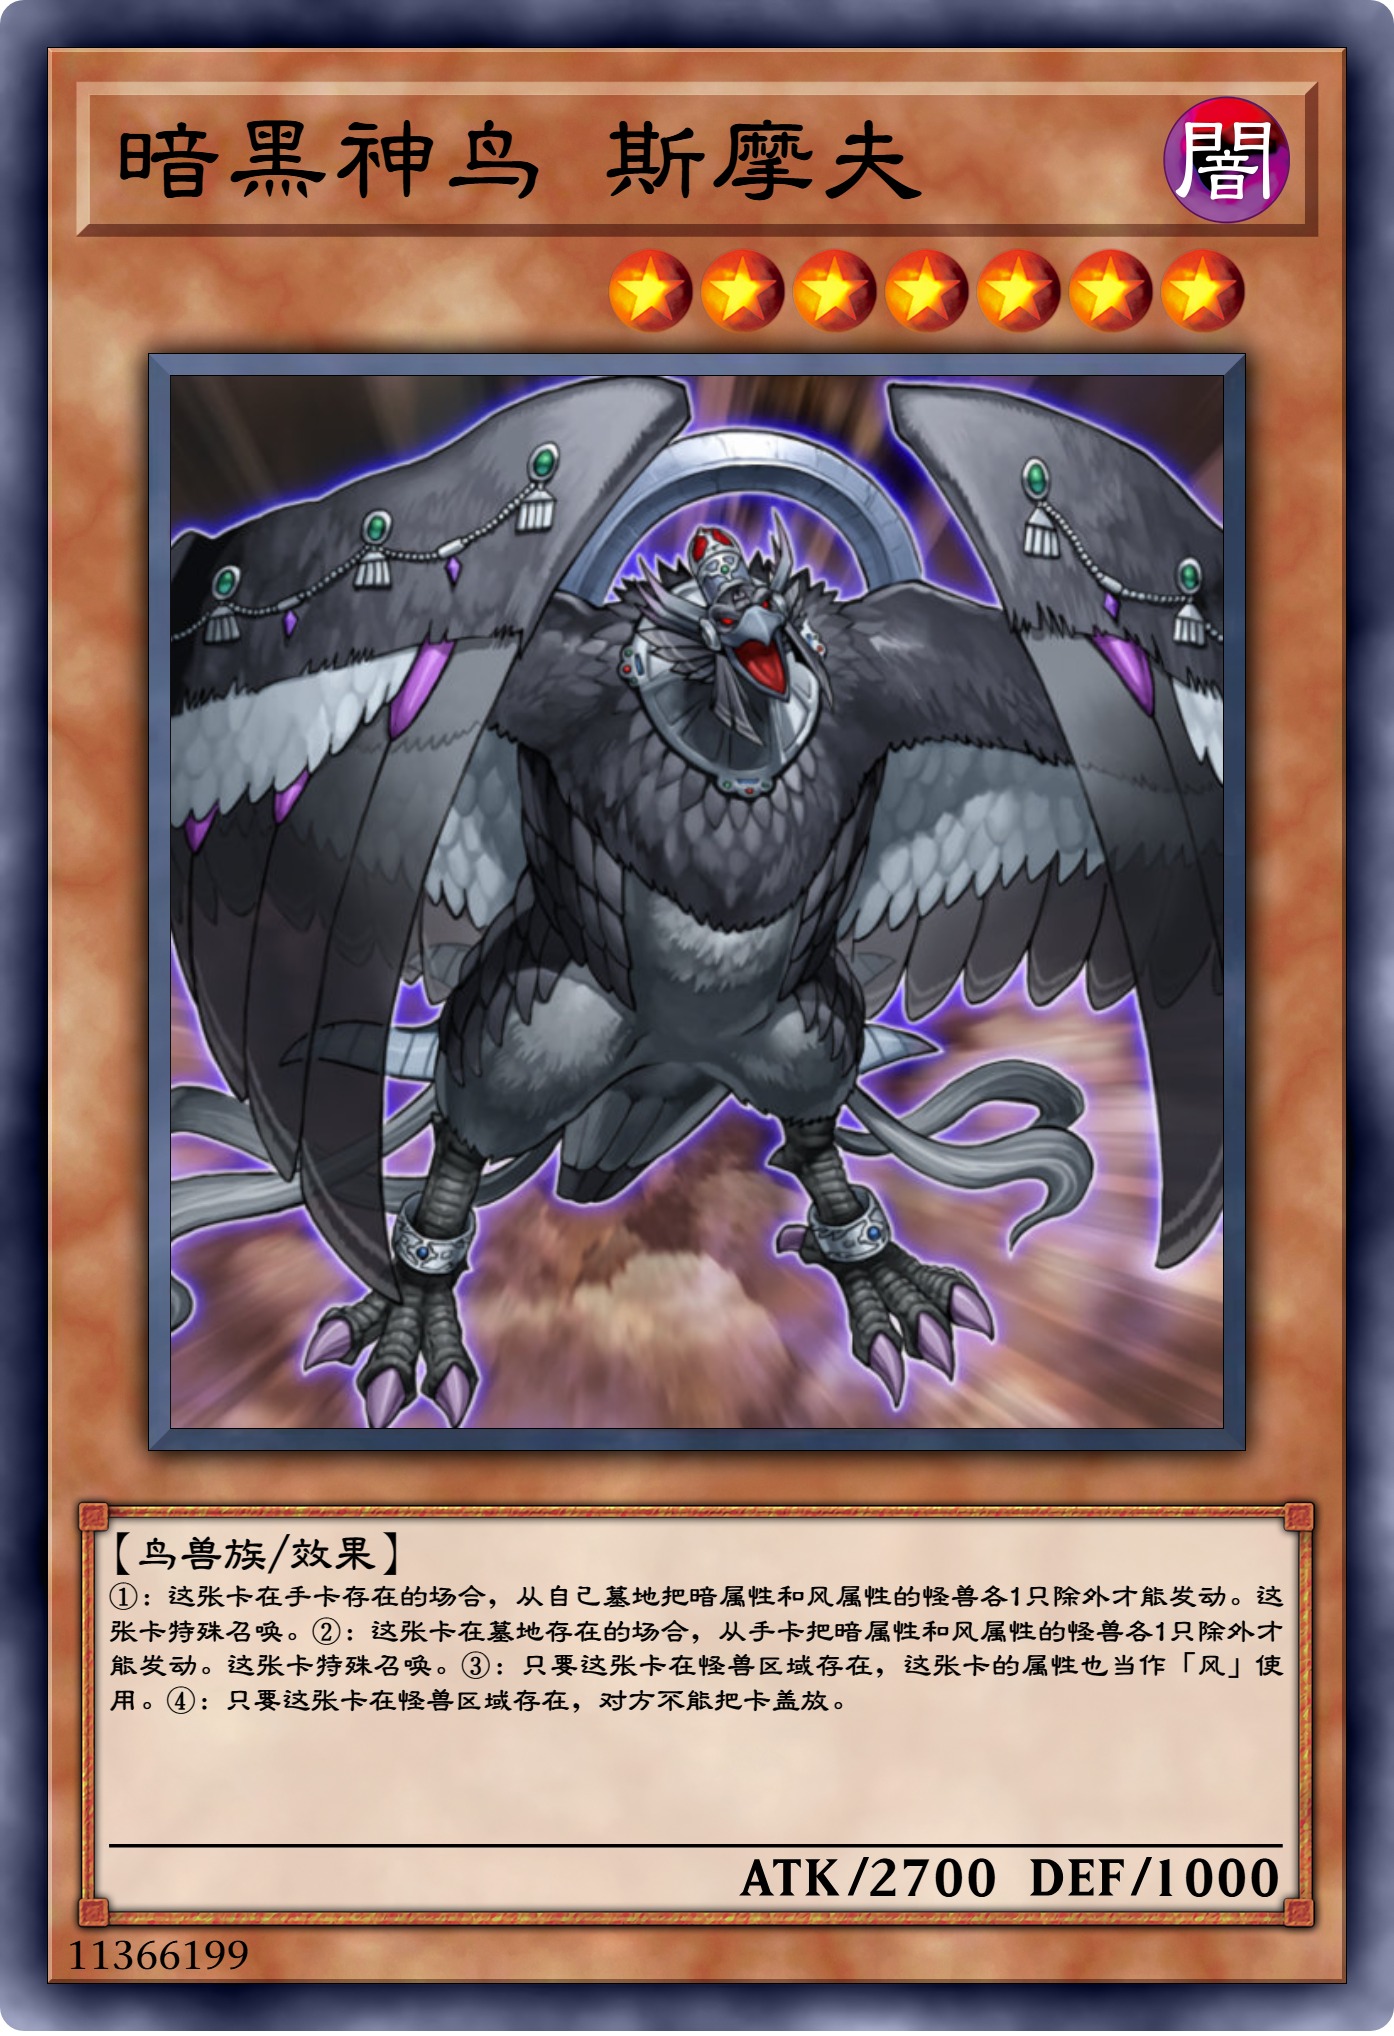 暗黑神鸟 斯摩夫
闇
【鸟兽族/效果】
①：这张卡在手卡存在的场合，从自己墓地把暗属性和风属性的怪兽各1只除外才能发动。这
张卡特殊召唤。②：这张卡在墓地存在的场合，从手卡把暗属性和风属性的怪兽各1只除外才
能发动。这张卡特殊召唤。③：只要这张卡在怪兽区域存在，这张卡的属性也当作「风」使
用。④：只要这张卡在怪兽区域存在，对方不能把卡盖放。
ATK/2700 DEF/1000
11366199